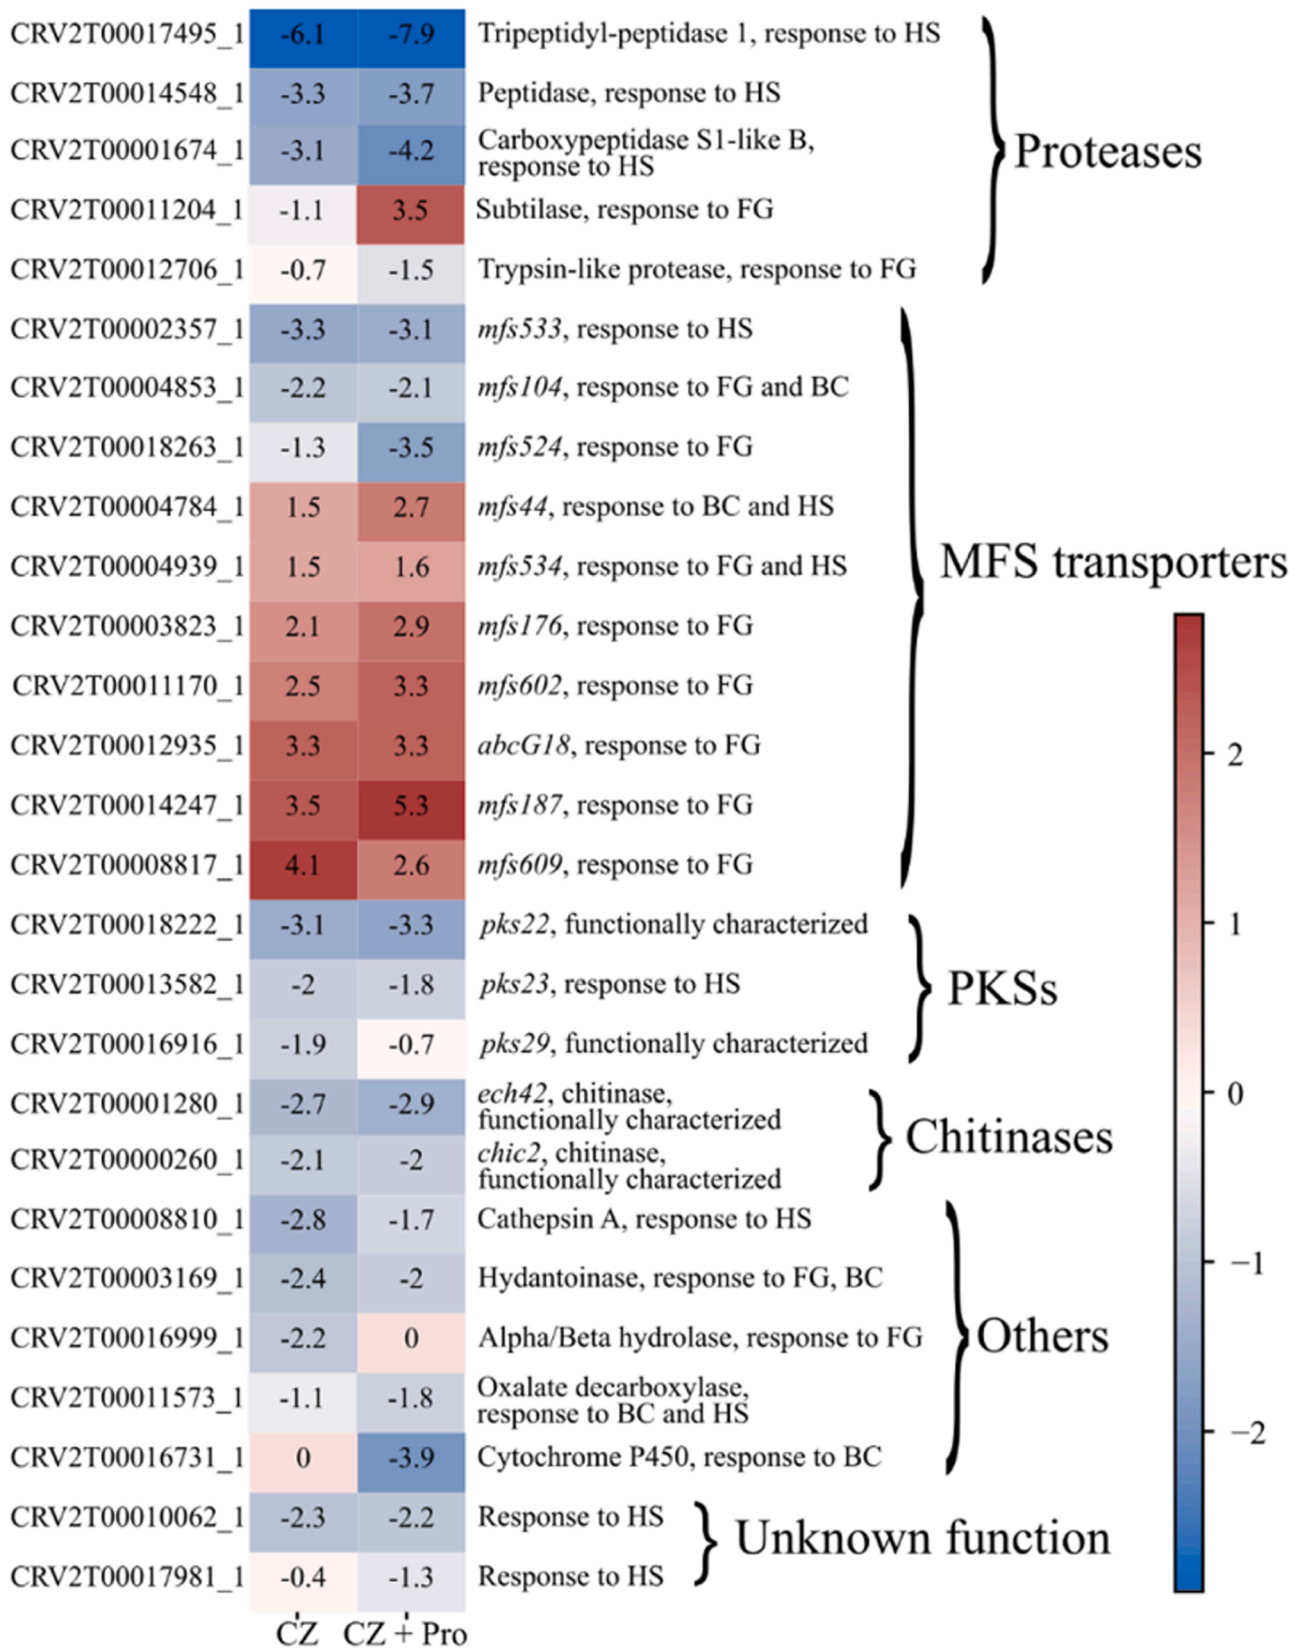 CRV2T00017495_1 -6.1 -7.9 Tripeptidyl-peptidase 1, response to HS
CRV2T00014548_1 -3.3 -3.7 Peptidase, response to HS
CRV2T00001674_1 -3.1 -4.2 Carboxypeptidase S1-like B,
response to HS
Proteases
CRV2T00011204_1 -1.1 3.5 Subtilase, response to FG
CRV2T00012706_1 -0.7 -1.5 Trypsin-like protease, response to FG
CRV2T00002357_1 -3.3 -3.1 mfs533, response to HS
CRV2T00004853_1 -2.2 -2.1 mfs104, response to FG and BC
CRV2T00018263_1 -1.3 -3.5 mfs524, response to FG
CRV2T00004784_1 1.5 2.7 mfs44, response to BC and HS
CRV2T00004939_1 1.5 1.6 mfs534, response to FG and HS
MFS transporters
CRV2T00003823_1 2.1 2.9 mfs176, response to FG
CRV2T00011170_1 2.5 3.3 mfs602, response to FG
CRV2T00012935_1 3.3 3.3 abcG18, response to FG
CRV2T00014247_1 3.5 5.3 mfs187, response to FG
CRV2T00008817_1 4.1 2.6 mfs609, response to FG
CRV2T00018222_1 -3.1 -3.3 pks22, functionally characterized
CRV2T00013582_1 -2 -1.8 pks23, response to HS
PKSs
CRV2T00016916_1 -1.9 -0.7 pks29, functionally characterized
CRV2T00001280_1 -2.7 -2.9 ech42, chitinase,
functionally characterized
Chitinases
CRV2T00000260_1 -2.1 -2 chic2, chitinase,
functionally characterized
CRV2T00008810_1 -2.8 -1.7 Cathepsin A, response to HS
CRV2T00003169_1 -2.4 -2 Hydantoinase, response to FG, BC
CRV2T00016999_1 -2.2 0 Alpha/Beta hydrolase, response to FG
Others
CRV2T00011573_1 -1.1 -1.8 Oxalate decarboxylase,
response to BC and HS
CRV2T00016731_1 0 -3.9 Cytochrome P450, response to BC
CRV2T00010062_1 -2.3 -2.2 Response to HS
Unknown function
CRV2T00017981_1 -0.4 -1.3 Response to HS
CZ CZ + Pro
2
1
0
−1
−2